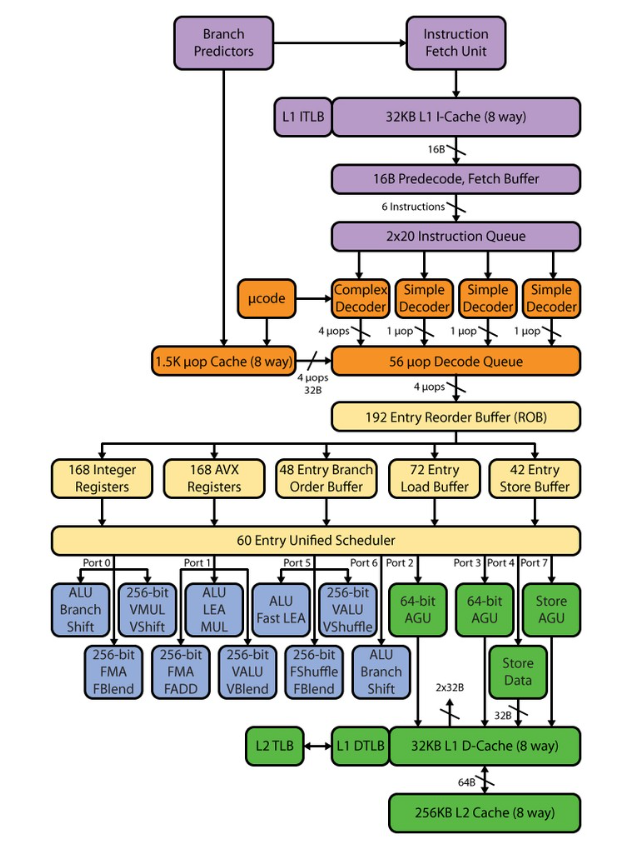 Branch
Predictors
Instruction
Fetch Unit
L1 ITLB
32KB L1 I-Cache (8 way)
16B
16B Predecode, Fetch Buffer
6 Instructions
2x20 Instruction Queue
μcode
Complex
Decoder
Simple
Decoder
Simple
Decoder
Simple
Decoder
4 μops
1 μop
1 μop
1 μop
1.5K μop Cache (8 way)
4 μops
32B
56 μop Decode Queue
4 μops
192 Entry Reorder Buffer (ROB)
168 Integer
Registers
168 AVX
Registers
48 Entry Branch
Order Buffer
72 Entry
Load Buffer
42 Entry
Store Buffer
60 Entry Unified Scheduler
Port 0
Port 1
Port 5
Port 6
Port 2
Port 3
Port 4
Port 7
ALU
Branch
Shift
256-bit
VMUL
VShift
ALU
LEA
MUL
ALU
Fast LEA
256-bit
VALU
VShuffle
64-bit
AGU
64-bit
AGU
Store
AGU
256-bit
FMA
FBlend
256-bit
FMA
FADD
256-bit
VALU
VBlend
256-bit
FShuffle
FBlend
ALU
Branch
Shift
Store
Data
2x32B
32B
L2 TLB
L1 DTLB
32KB L1 D-Cache (8 way)
64B
256KB L2 Cache (8 way)